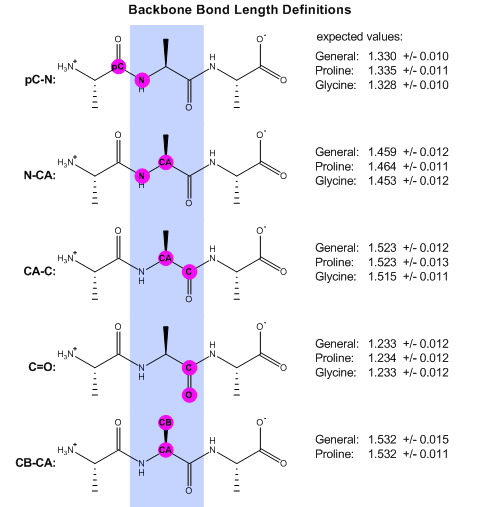 Backbone Bond Length Definitions
expected values:
pC-N:
O
H3N+
pC
N
H
H
N
O
O-
O
General: 1.330 +/- 0.010
Proline: 1.335 +/- 0.011
Glycine: 1.328 +/- 0.010
N-CA:
O
H3N+
CA
N
H
H
N
O
O-
O
General: 1.459 +/- 0.012
Proline: 1.464 +/- 0.011
Glycine: 1.453 +/- 0.012
CA-C:
O
H3N+
CA
C
N
H
H
N
O
O-
O
General: 1.523 +/- 0.012
Proline: 1.523 +/- 0.013
Glycine: 1.515 +/- 0.011
C=O:
O
H3N+
C
O
N
H
H
N
O-
O
General: 1.233 +/- 0.012
Proline: 1.234 +/- 0.012
Glycine: 1.233 +/- 0.012
CB-CA:
O
H3N+
CB
CA
N
H
H
N
O
O-
O
General: 1.532 +/- 0.015
Proline: 1.532 +/- 0.011